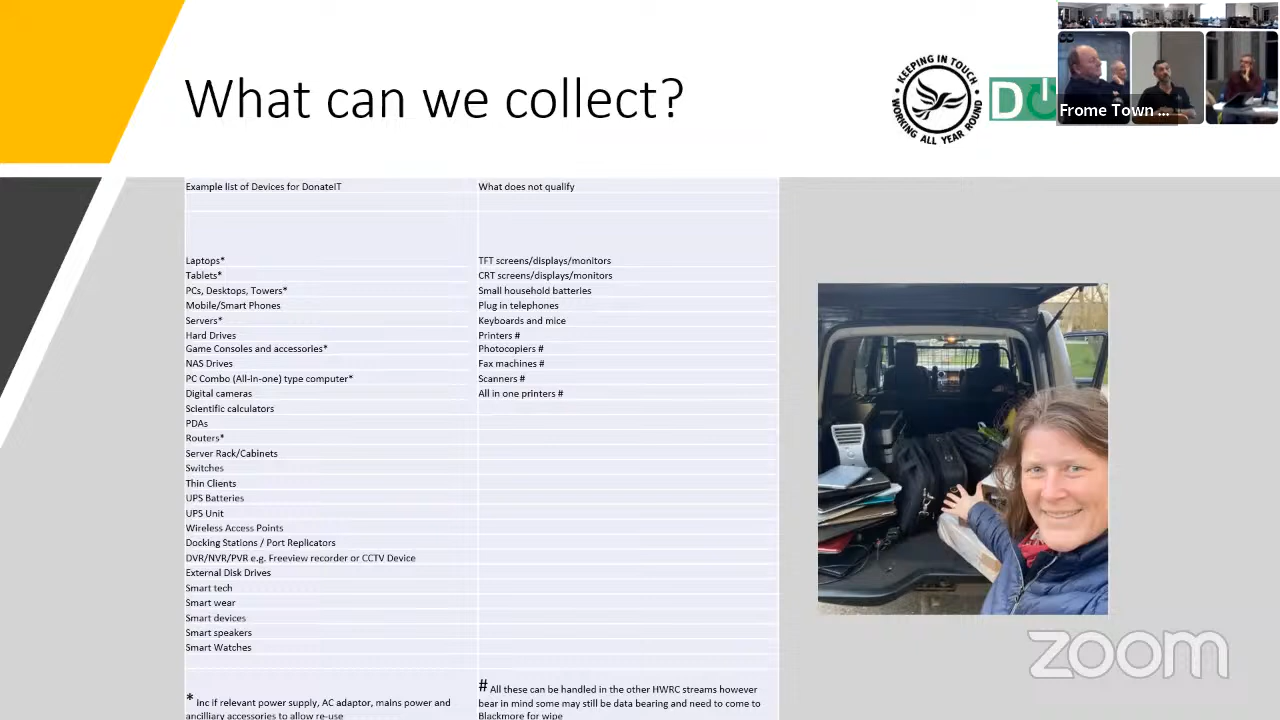 What can we collect?
KEEPING IN TOUCH
WORKING ALL YEAR ROUND
D
Frome Town ...
Example list of Devices for DonateIT
What does not qualify
Laptops*
TFT screens/displays/monitors
Tablets*
CRT screens/displays/monitors
PCs, Desktops, Towers*
Small household batteries
Mobile/Smart Phones
Plug in telephones
Servers*
Keyboards and mice
Hard Drives
Printers #
Game Consoles and accessories*
Photocopiers #
NAS Drives
Fax machines #
PC Combo (All-in-one) type computer*
Scanners #
Digital cameras
All in one printers #
Scientific calculators
PDAs
Routers*
Server Rack/Cabinets
Switches
Thin Clients
UPS Batteries
UPS Unit
Wireless Access Points
Docking Stations / Port Replicators
DVR/NVR/PVR e.g. Freeview recorder or CCTV Device
External Disk Drives
Smart tech
Smart wear
Smart devices
Smart speakers
Smart Watches
* Inc if relevant power supply, AC adaptor, mains power and
ancilliary accessories to allow re-use
# All these can be handled in the other HWRC streams however
bear in mind some may still be data bearing and need to come to
Blackmore for wipe
zoom